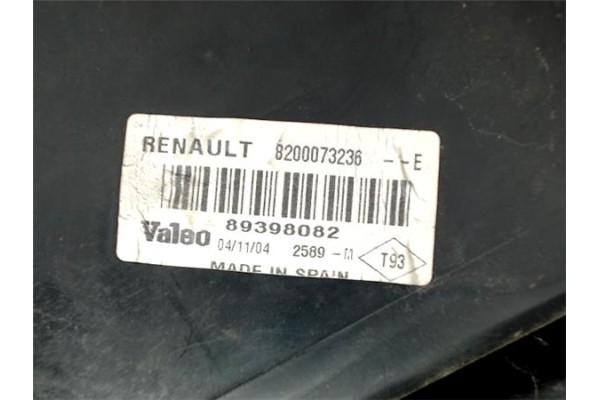 RENAULT 8200073236 --E
89398082
Valeo 04/11/04 2589-M T93
MADE IN SPAIN